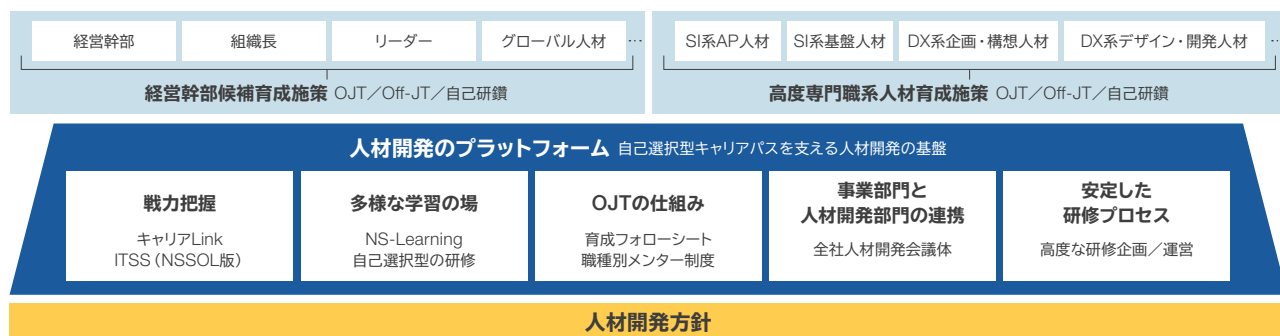 経営幹部
組織長
リーダー
グローバル人材
…
SI系AP人材
SI系基盤人材
DX系企画・構想人材
DX系デザイン・開発人材
…
経営幹部候補育成施策 OJT／Off-JT／自己研鑽
高度専門職系人材育成施策 OJT／Off-JT／自己研鑽
人材開発のプラットフォーム 自己選択型キャリアパスを支える人材開発の基盤
戦力把握
キャリアLink
ITSS（NSSOL版）
多様な学習の場
NS-Learning
自己選択型の研修
OJTの仕組み
育成フォローシート
職種別メンター制度
事業部門と
人材開発部門の連携
全社人材開発会議体
安定した
研修プロセス
高度な研修企画／運営
人材開発方針